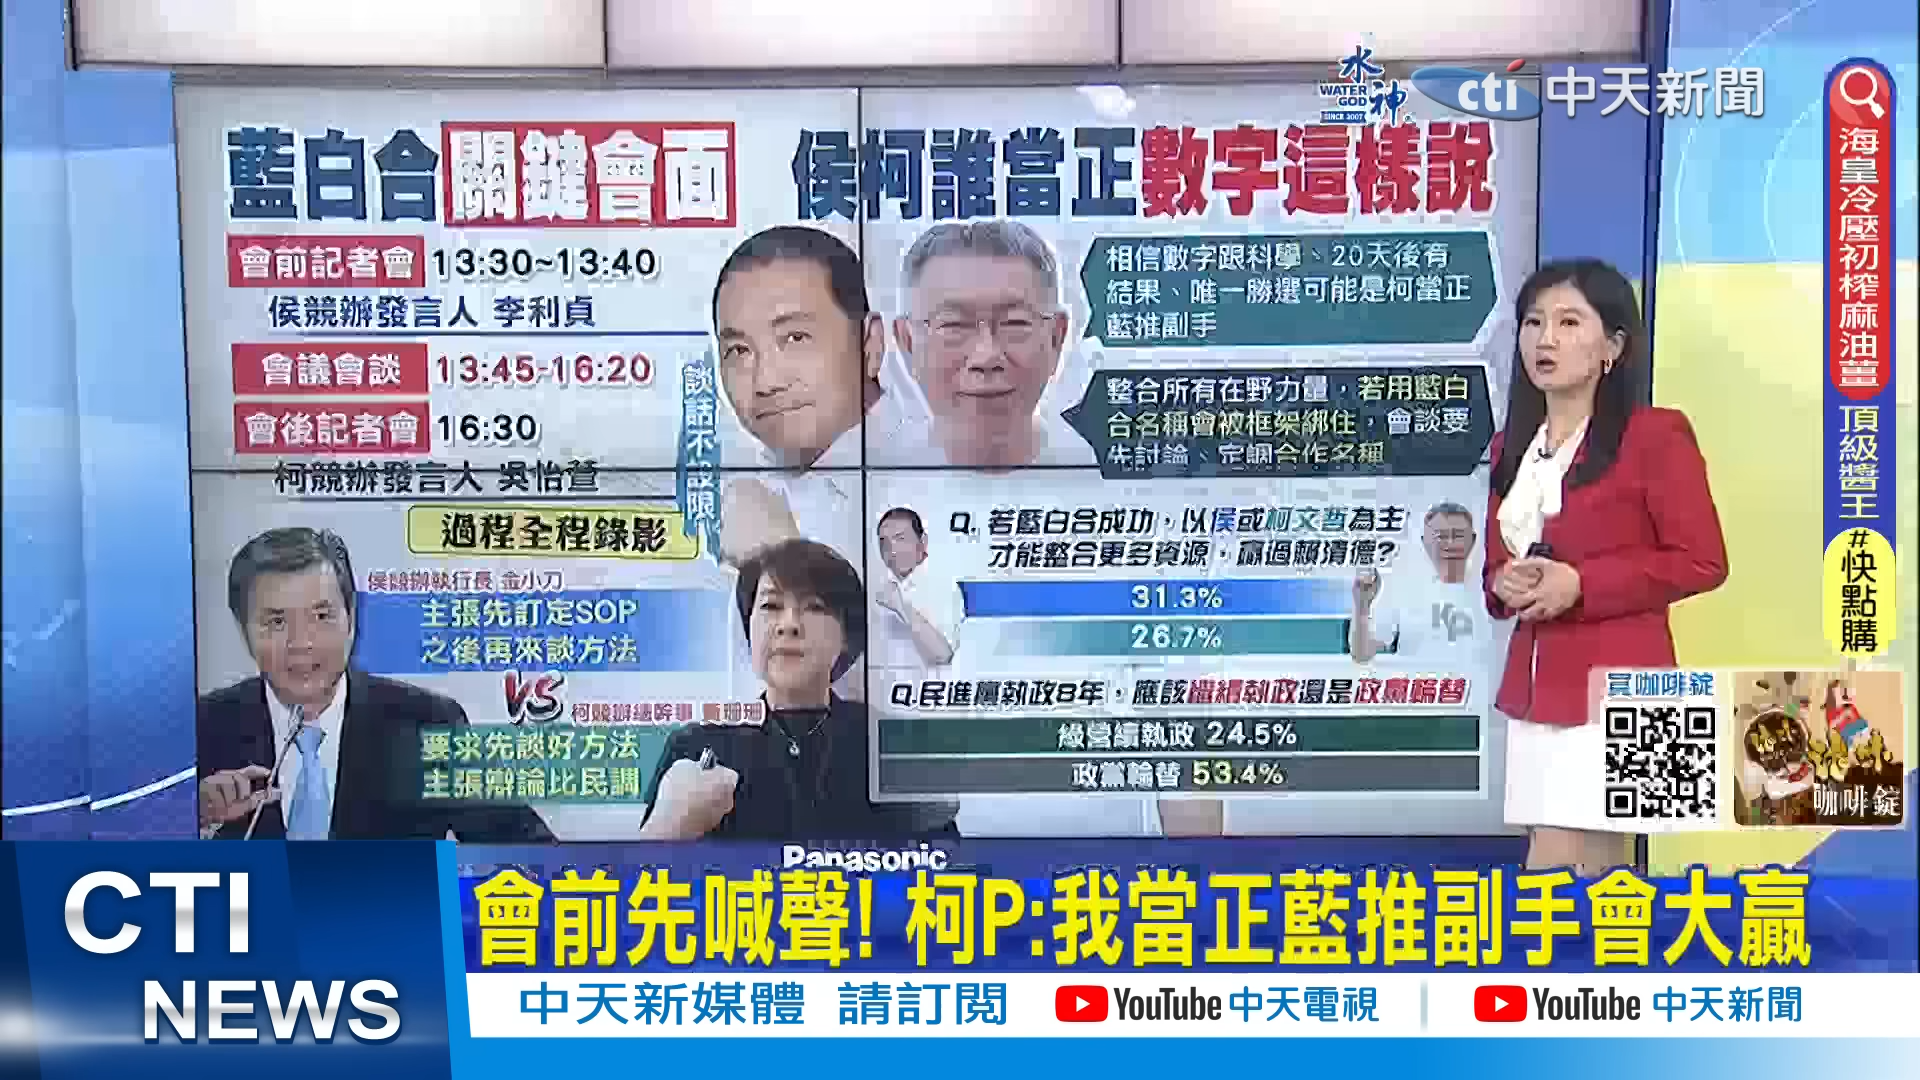 水神
WATER GOD
SINCE 2007
cti 中天新聞
藍白合關鍵會面 侯柯誰當正數字這樣說
會前記者會 13:30~13:40
侯競辦發言人 李利貞
會議會談 13:45-16:20
會後記者會 16:30
柯競辦發言人 吳怡萱
談話不設限
過程全程錄影
侯競辦執行長 金小刀
主張先訂定SOP
之後再來談方法
VS
柯競辦總幹事 黃珊珊
要求先談好方法
主張辯論比民調
相信數字跟科學、20天後有
結果、唯一勝選可能是柯當正
藍推副手
整合所有在野力量，若用藍白
合名稱會被框架綁住，會談要
先討論、定調合作名稱
Q. 若藍白合成功，以侯或柯文哲為主
才能整合更多資源，贏過賴清德?
31.3%
26.7%
KP
Q.民進黨執政8年，應該繼續執政還是政黨輪替
綠營續執政 24.5%
政黨輪替 53.4%
Panasonic
海皇冷壓初榨麻油薑
頂級醬王
#快點購
賞咖啡錠
咖啡錠
CTI NEWS
會前先喊聲! 柯P:我當正藍推副手會大贏
中天新媒體 請訂閱 YouTube 中天電視 YouTube 中天新聞